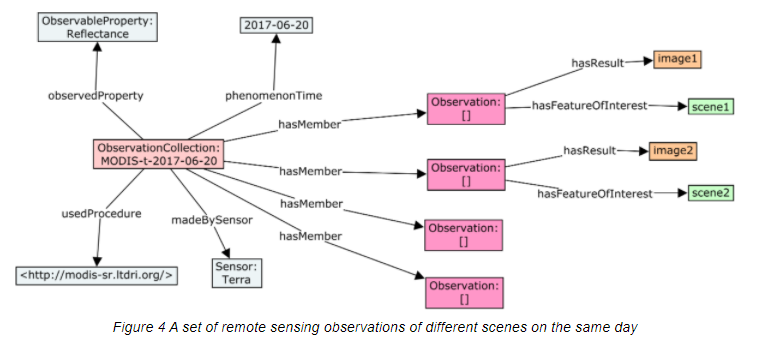 ObservableProperty:
Reflectance
2017-06-20
observedProperty
phenomenonTime
ObservationCollection:
MODIS-t-2017-06-20
usedProcedure
madeBySensor
<http://modis-sr.ltdri.org/>
Sensor:
Terra
hasMember
Observation:
[]
hasResult
image1
hasFeatureOfInterest
scene1
hasMember
Observation:
[]
hasResult
image2
hasFeatureOfInterest
scene2
hasMember
Observation:
[]
hasMember
Observation:
[]
Figure 4 A set of remote sensing observations of different scenes on the same day